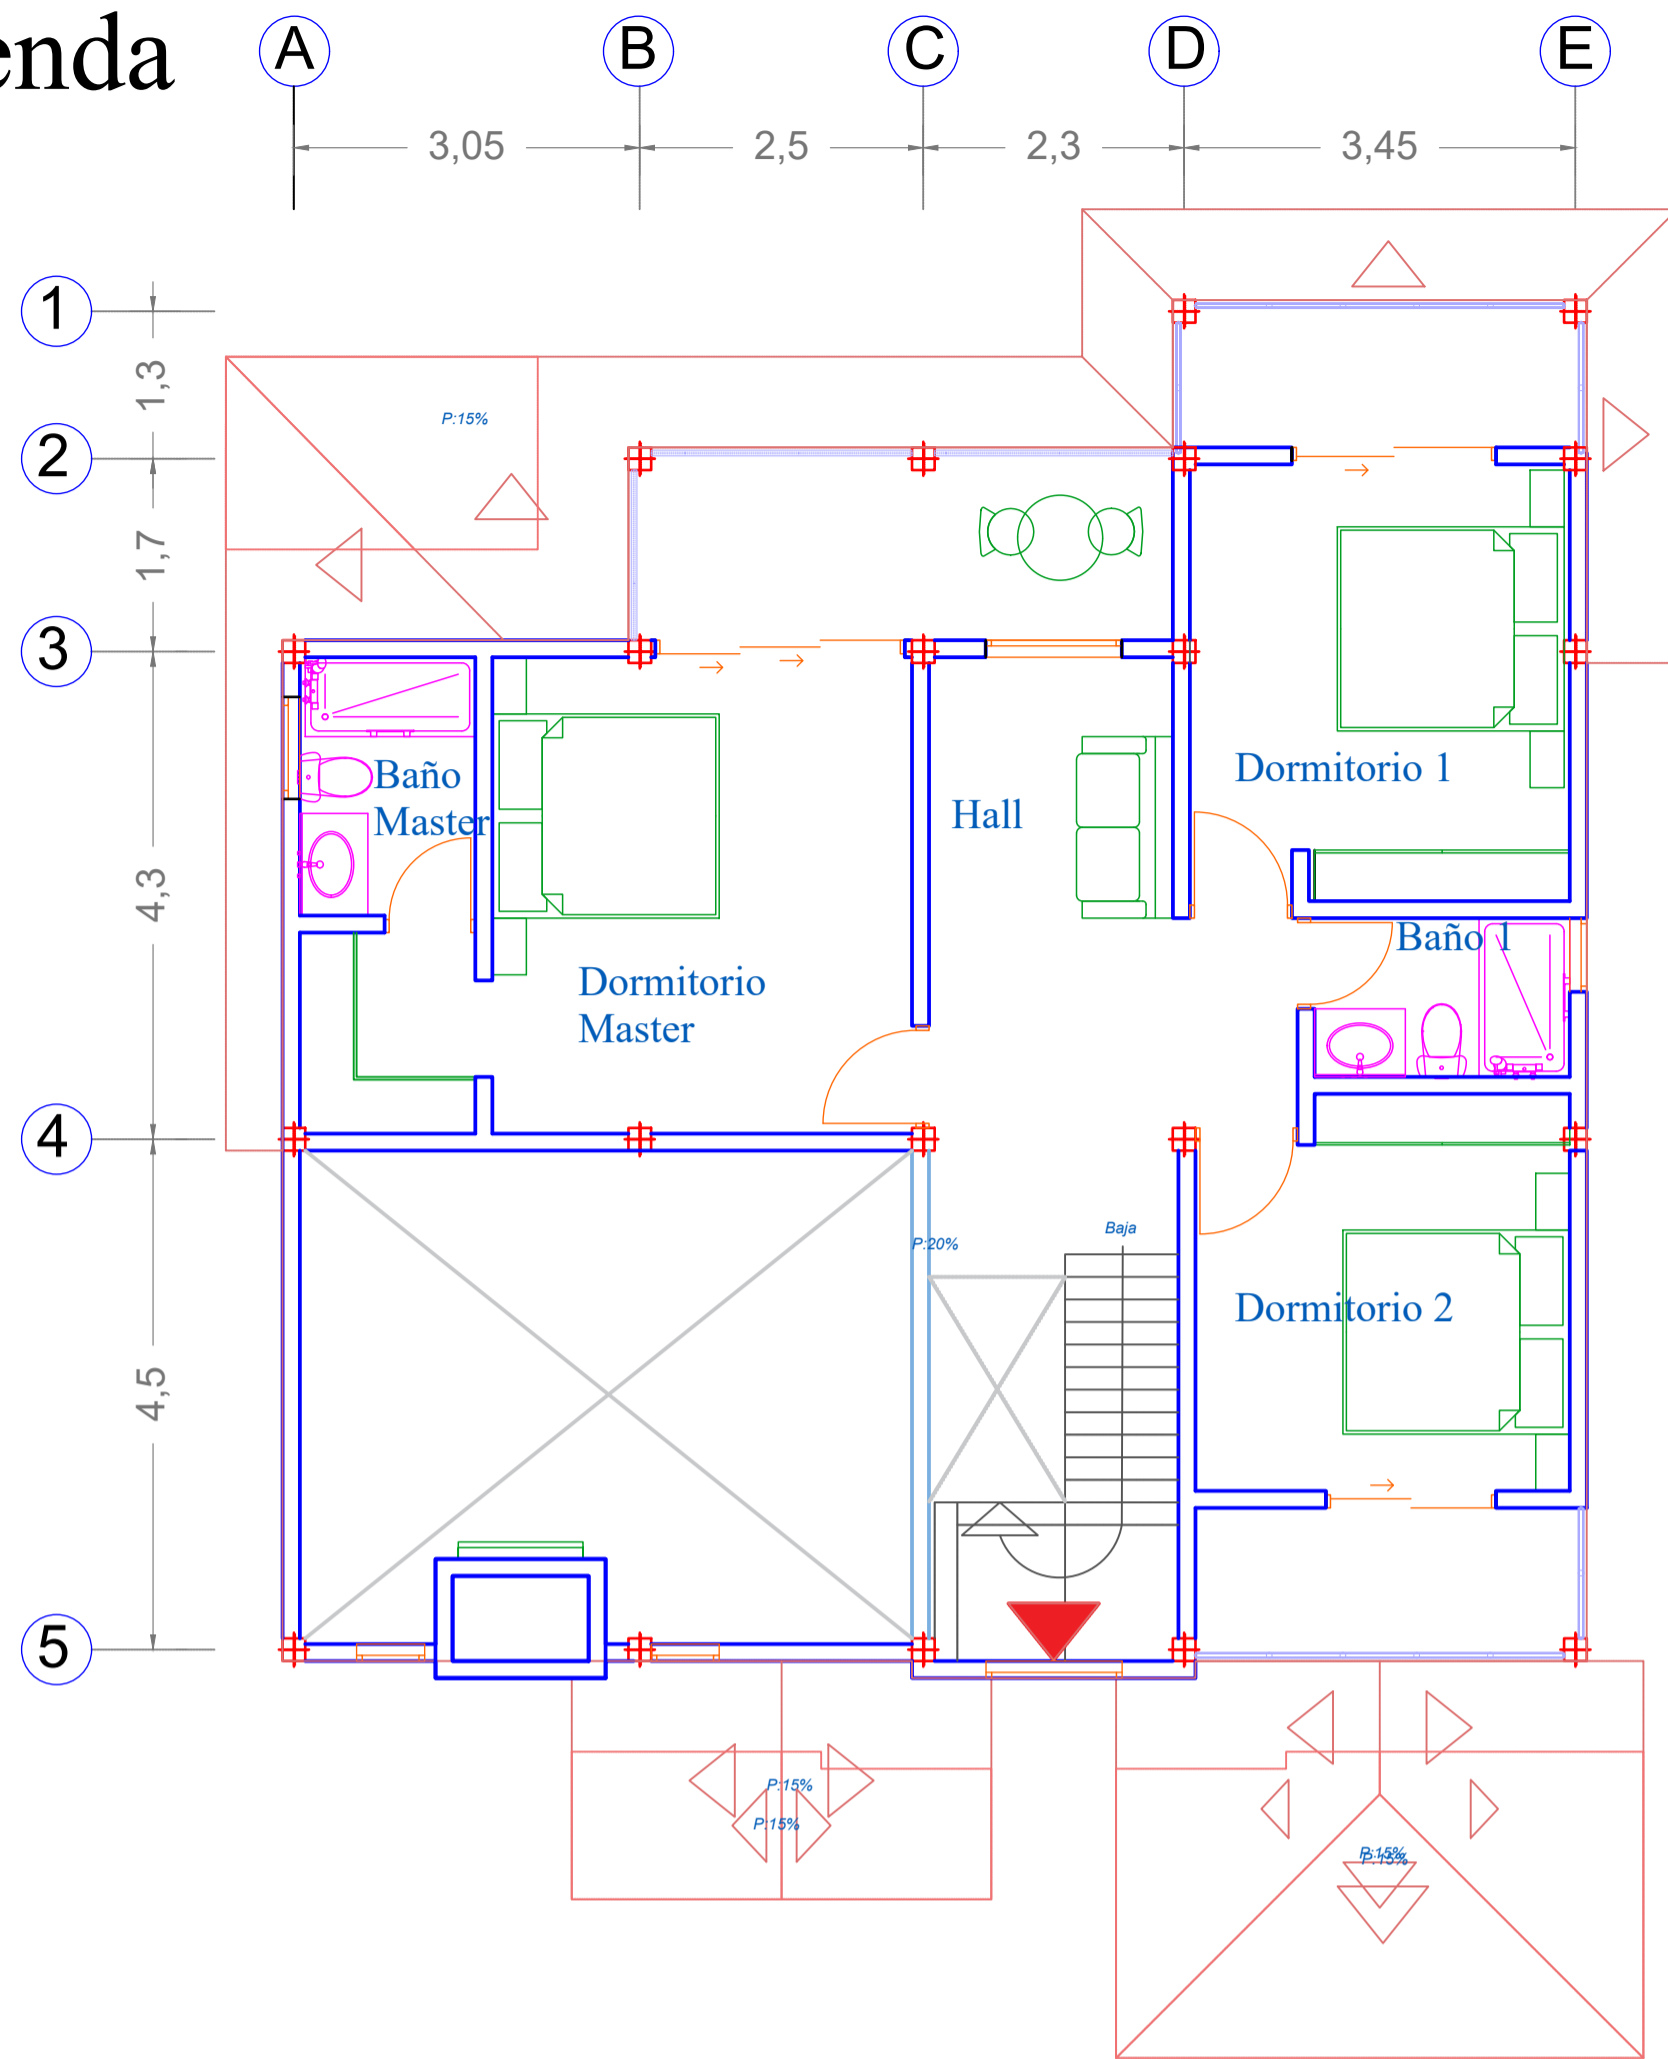 enda
A B C D E
3,05 2,5 2,3 3,45
1
1,3
P:15%
2
1,7
3
Baño
Master
Dormitorio 1
Hall
4,3
Baño 1
Dormitorio
Master
4
Baja
P:20%
Dormitorio 2
4,5
5
P:15%
P:15%
P:15%
P:15%